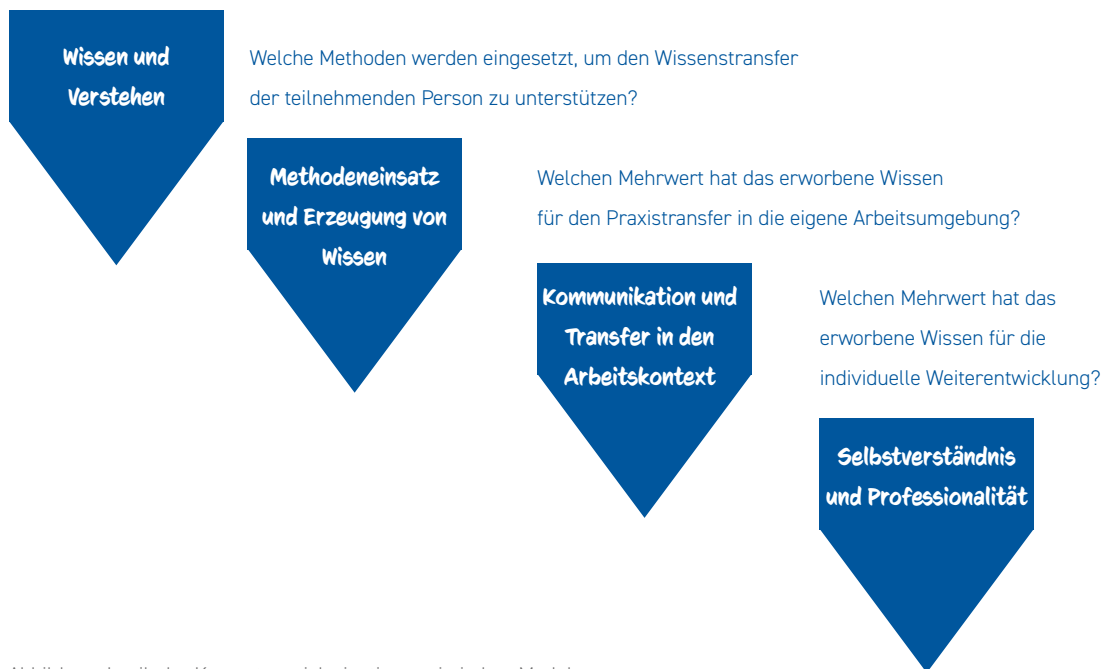 Wissen und
Verstehen
Welche Methoden werden eingesetzt, um den Wissenstransfer
der teilnehmenden Person zu unterstützen?
Methodeneinsatz
und Erzeugung von
Wissen
Welchen Mehrwert hat das erworbene Wissen
für den Praxistransfer in die eigene Arbeitsumgebung?
Kommunikation und
Transfer in den
Arbeitskontext
Welchen Mehrwert hat das
erworbene Wissen für die
individuelle Weiterentwicklung?
Selbstverständnis
und Professionalität